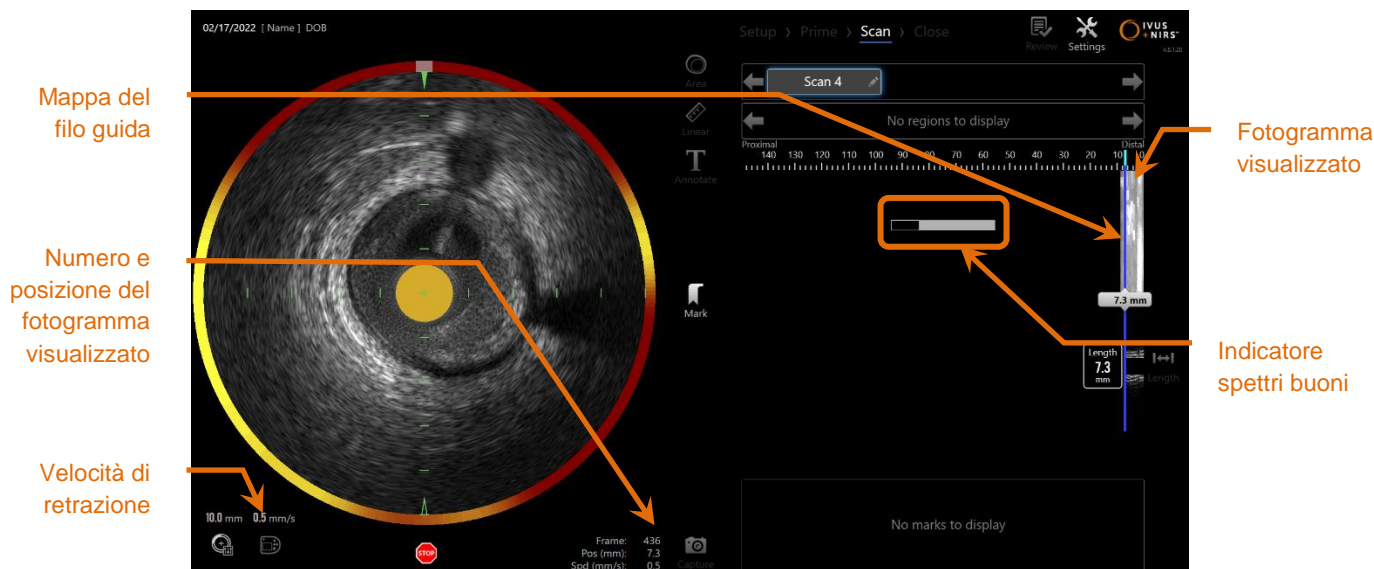 02/17/2022 [ Name ] DOB
Setup > Prime > Scan > Close
Review
Settings
IVUS
+NIRS™
Area
Scan 4
Mappa del
filo guida
Linear
No regions to display
Fotogramma
visualizzato
Annotate
Proximal
Distal
140 130 120 110 100 90 80 70 60 50 40 30 20 10 0
Numero e
posizione del
fotogramma
visualizzato
7.3 mm
Mark
Length
7.3
mm
Length
Indicatore
spettri buoni
Velocità di
retrazione
10.0 mm 0.5 mm/s
STOP
Frame: 436
Pos (mm): 7.3
Spd (mm/s): 0.5
Capture
No marks to display